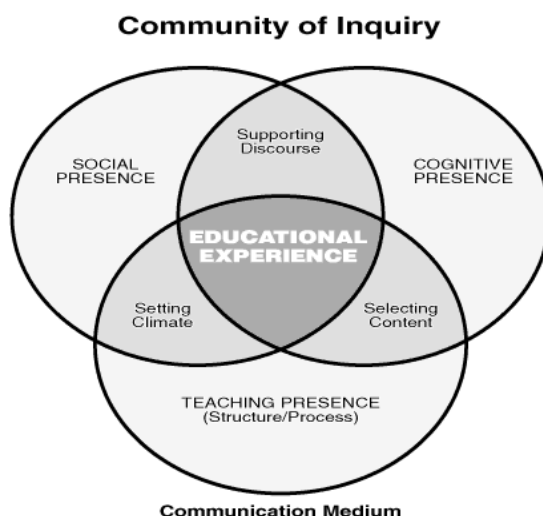 Community of Inquiry
Supporting
Discourse
SOCIAL
PRESENCE
COGNITIVE
PRESENCE
EDUCATIONAL
EXPERIENCE
Setting
Climate
Selecting
Content
TEACHING PRESENCE
(Structure/Process)
Communication Medium